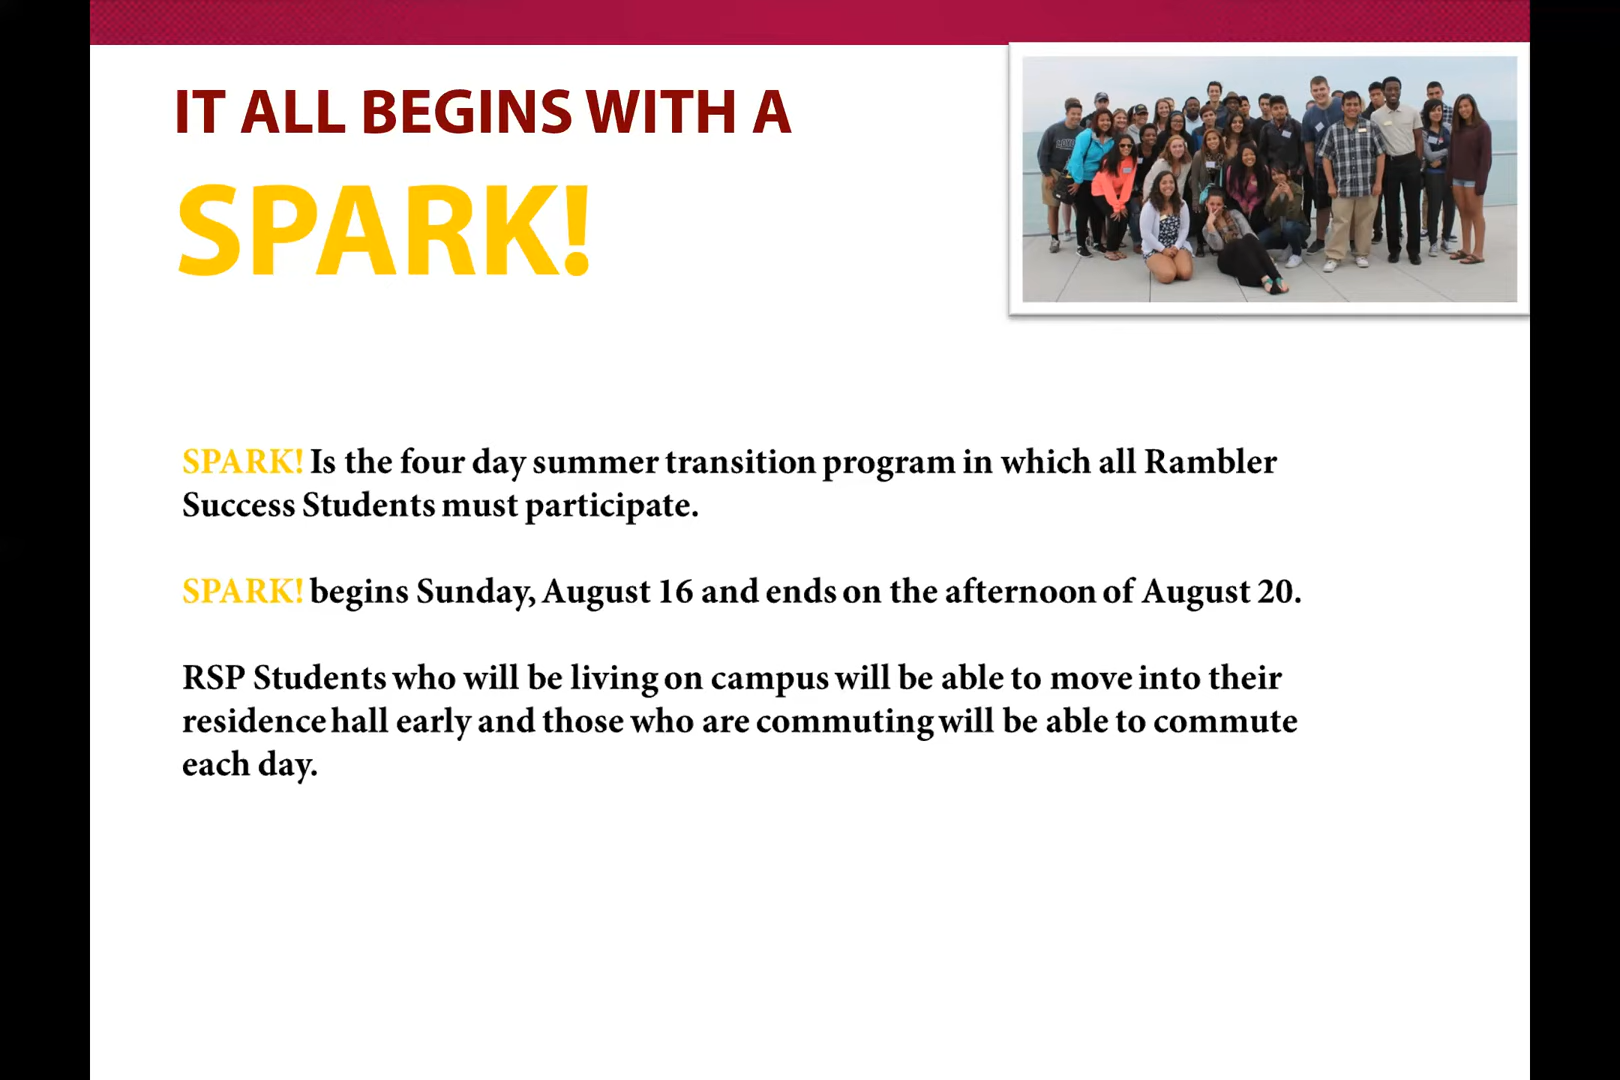 IT ALL BEGINS WITH A
SPARK!
SPARK! Is the four day summer transition program in which all Rambler
Success Students must participate.
SPARK! begins Sunday, August 16 and ends on the afternoon of August 20.
RSP Students who will be living on campus will be able to move into their
residence hall early and those who are commuting will be able to commute
each day.